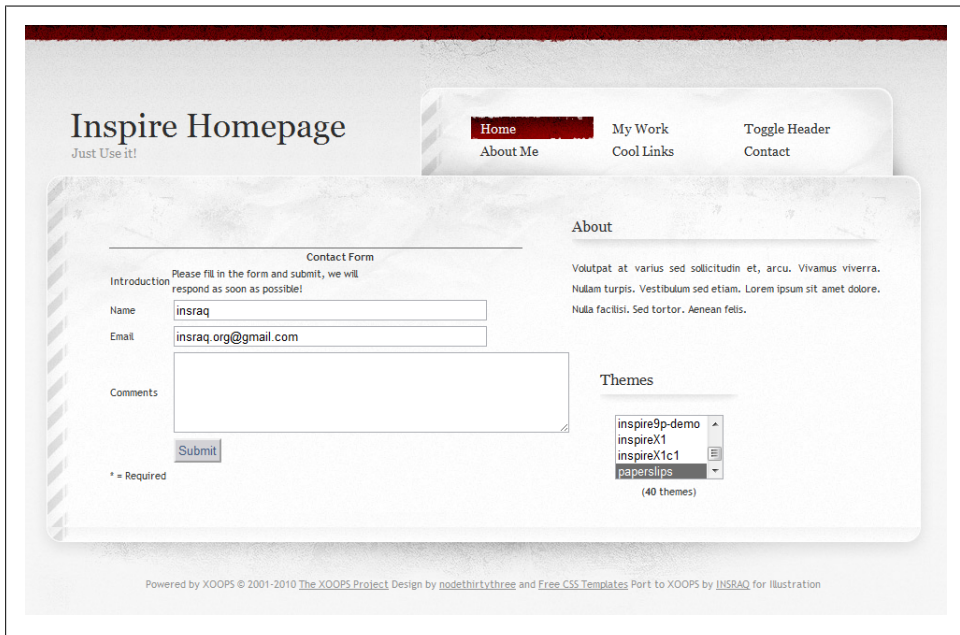 Inspire Homepage
Just Use it!
Home My Work Toggle Header
About Me Cool Links Contact
Contact Form
Introduction Please fill in the form and submit, we will
respond as soon as possible!
Name insraq
Email insraq.org@gmail.com
Comments
Submit
* = Required
About
Volutpat at varius sed sollicitudin et, arcu. Vivamus viverra.
Nullam turpis. Vestibulum sed etiam. Lorem ipsum sit amet dolore.
Nulla facilisi. Sed tortor. Aenean felis.
Themes
inspire9p-demo
inspireX1
inspireX1c1
paperslips
(40 themes)
Powered by XOOPS © 2001-2010 The XOOPS Project Design by nodethirtythree and Free CSS Templates Port to XOOPS by INSRAQ for Illustration